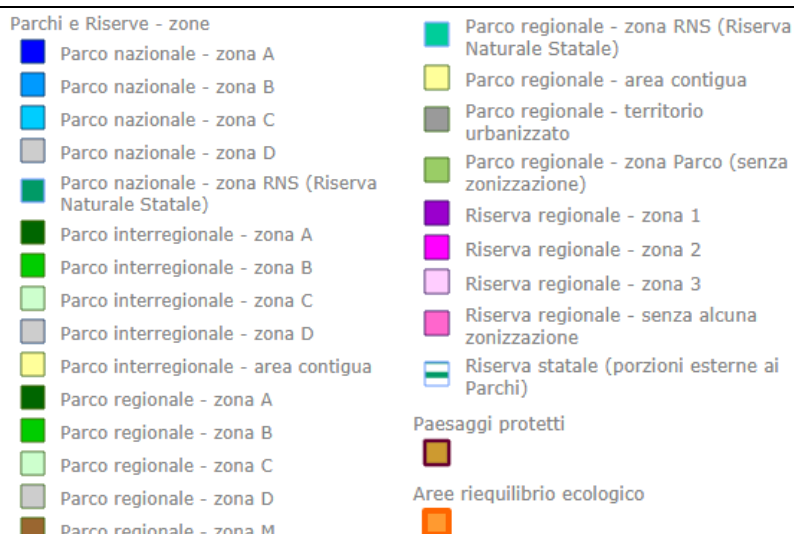 Parchi e Riserve - zone
Parco nazionale - zona A
Parco nazionale - zona B
Parco nazionale - zona C
Parco nazionale - zona D
Parco nazionale - zona RNS (Riserva
Naturale Statale)
Parco interregionale - zona A
Parco interregionale - zona B
Parco interregionale - zona C
Parco interregionale - zona D
Parco interregionale - area contigua
Parco regionale - zona A
Parco regionale - zona B
Parco regionale - zona C
Parco regionale - zona D
Parco regionale - zona M
Parco regionale - zona RNS (Riserva
Naturale Statale)
Parco regionale - area contigua
Parco regionale - territorio
urbanizzato
Parco regionale - zona Parco (senza
zonizzazione)
Riserva regionale - zona 1
Riserva regionale - zona 2
Riserva regionale - zona 3
Riserva regionale - senza alcuna
zonizzazione
Riserva statale (porzioni esterne ai
Parchi)
Paesaggi protetti
Aree riequilibrio ecologico